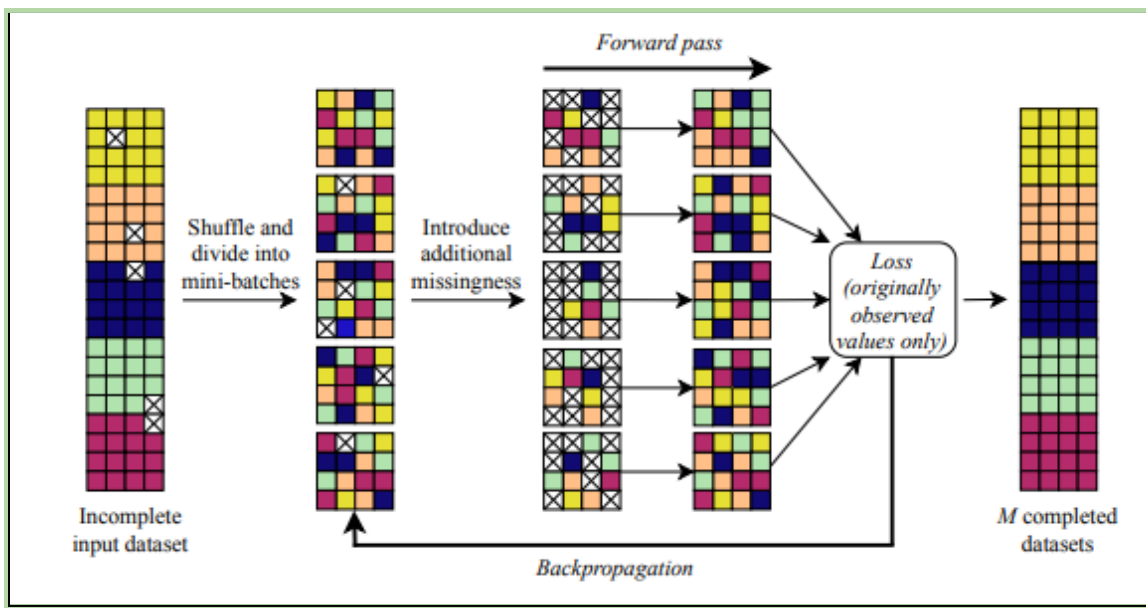 Forward pass
Shuffle and
divide into
mini-batches
Introduce
additional
missingness
Loss
(originally
observed
values only)
Incomplete
input dataset
M completed
datasets
Backpropagation